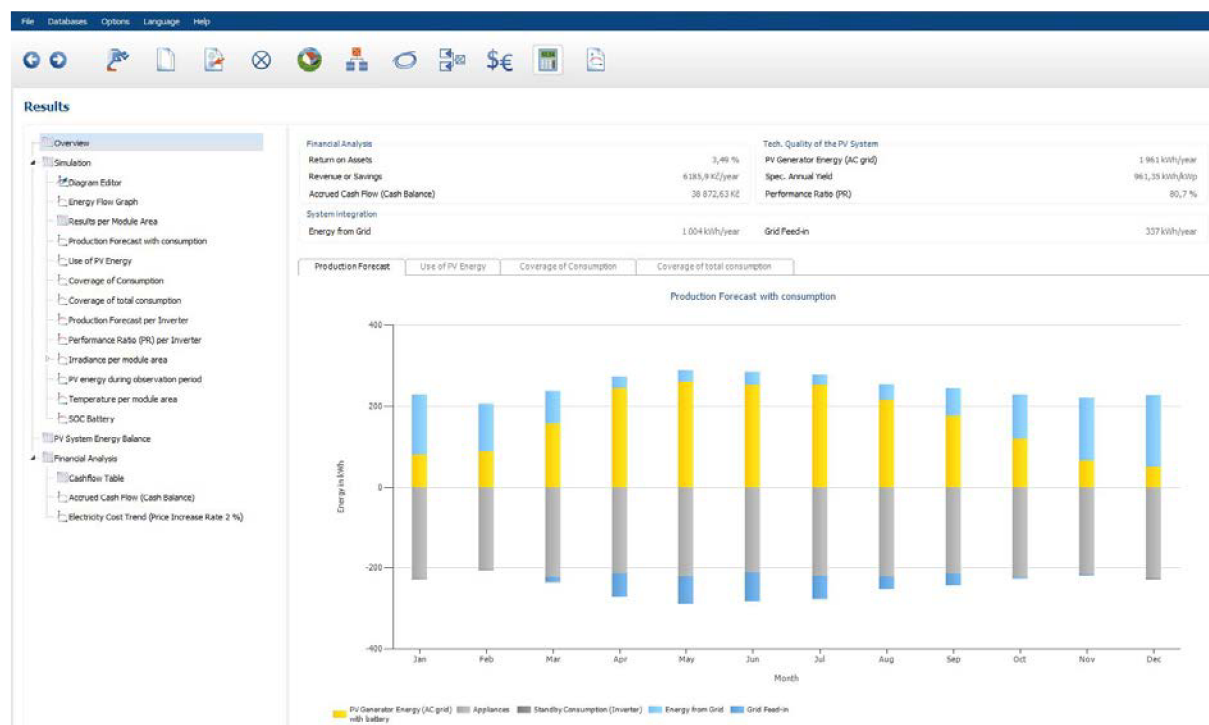 File Databases Options Language Help
$€
Results
Overview
Simulation
Diagram Editor
Energy Flow Graph
Results per Module Area
Production Forecast with consumption
Use of PV Energy
Coverage of Consumption
Coverage of total consumption
Production Forecast per Inverter
Performance Ratio (PR) per Inverter
Irradiance per module area
PV energy during observation period
Temperature per module area
SOC Battery
PV System Energy Balance
Financial Analysis
Cashflow Table
Accrued Cash Flow (Cash Balance)
Electricity Cost Trend (Price Increase Rate 2 %)
Financial Analysis
Return on Assets 3,49 %
Revenue or Savings 6185,9 Kč/year
Accrued Cash Flow (Cash Balance) 38 872,63 Kč
Tech. Quality of the PV System
PV Generator Energy (AC grid) 1 961 kWh/year
Spec. Annual Yield 961,35 kWh/kWp
Performance Ratio (PR) 80,7 %
System Integration
Energy from Grid 1 004 kWh/year Grid Feed-in 337 kWh/year
Production Forecast Use of PV Energy Coverage of Consumption Coverage of total consumption
Production Forecast with consumption
400
200
0
-200
-400
Energy in kWh
Jan Feb Mar Apr May Jun Jul Aug Sep Oct Nov Dec
Month
PV Generator Energy (AC grid) Appliances Standby Consumption (Inverter) Energy from Grid Grid Feed-in
with battery